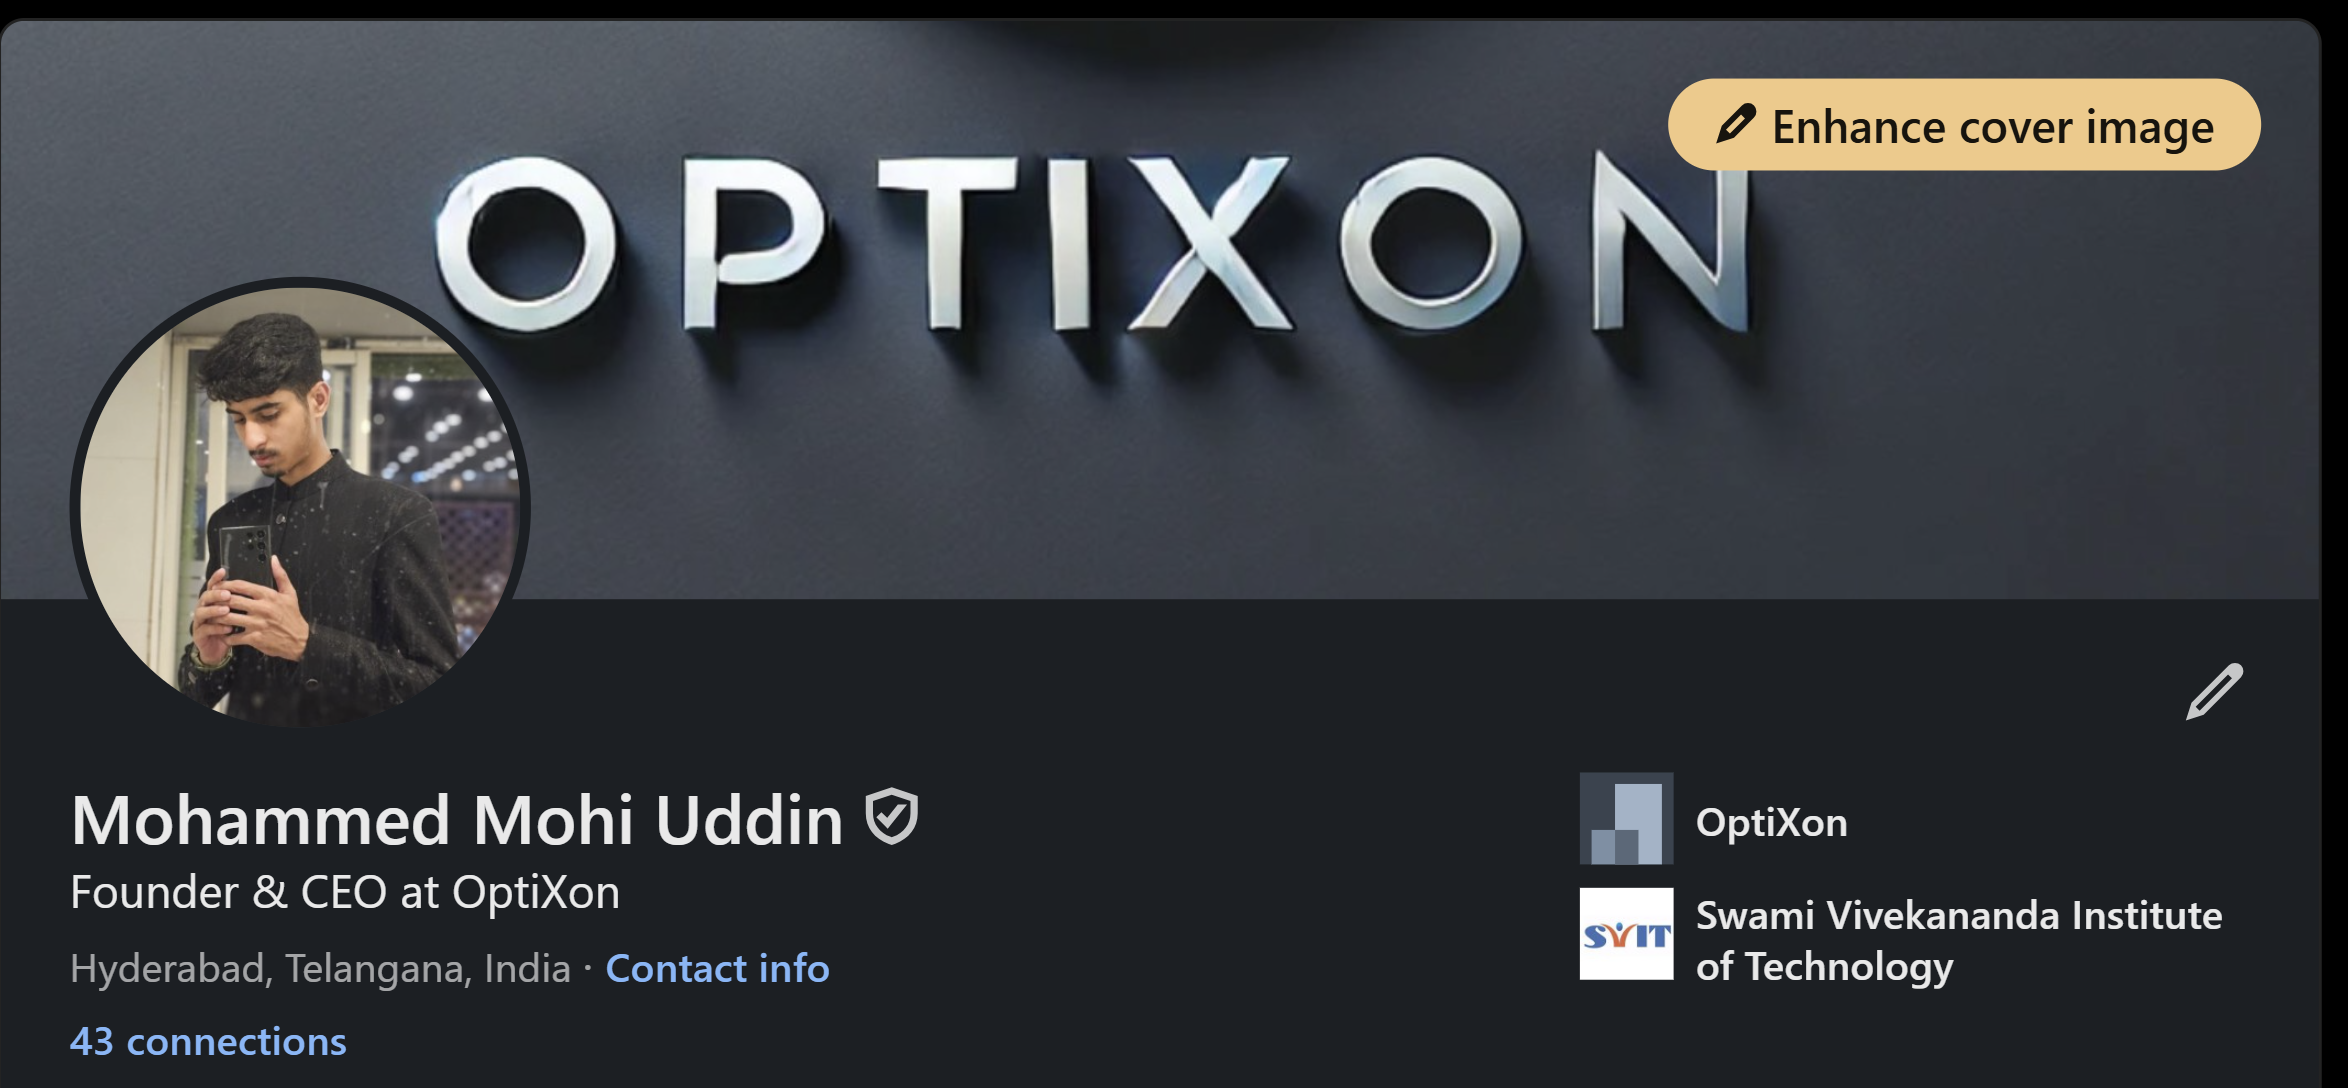 OPTIXON
Enhance cover image
Mohammed Mohi Uddin
Founder & CEO at OptiXon
Hyderabad, Telangana, India · Contact info
43 connections
OptiXon
SVIT
Swami Vivekananda Institute
of Technology